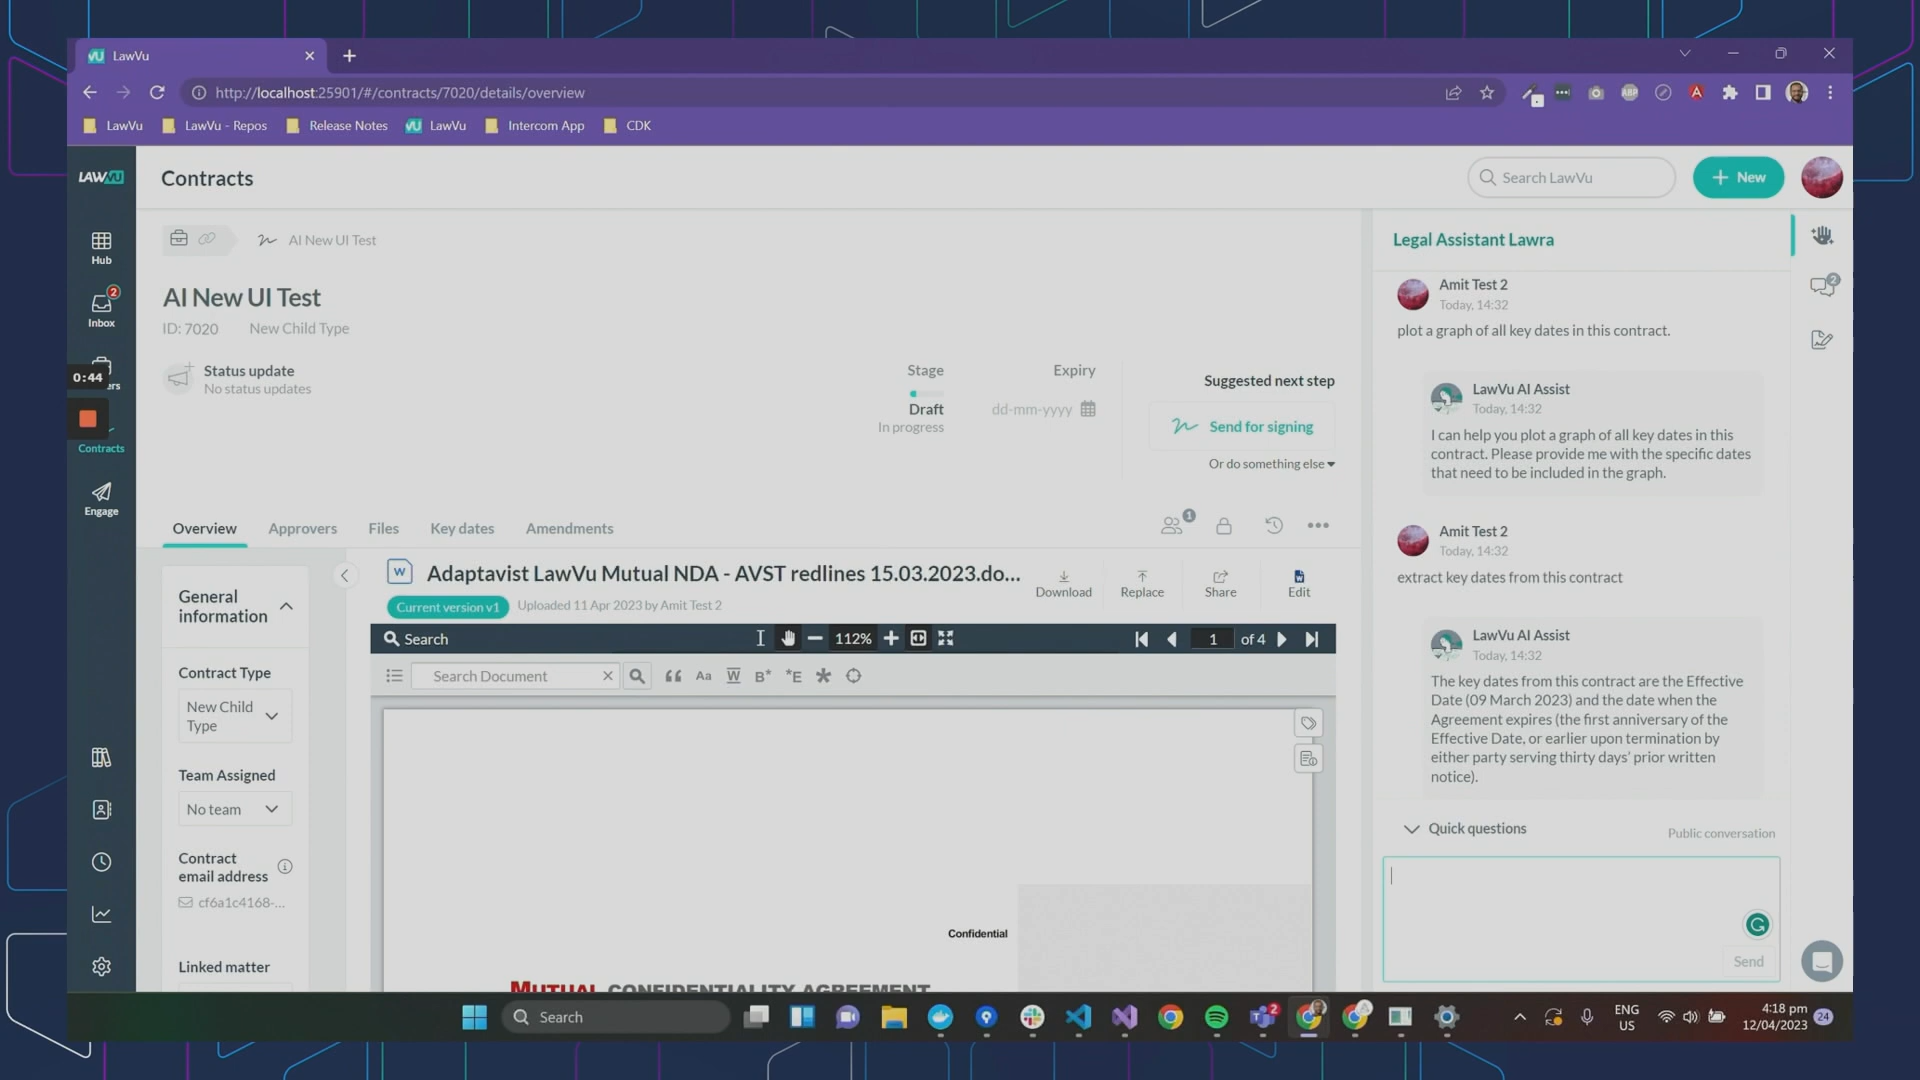 LawVu
http://localhost:25901/#/contracts/7020/details/overview
LawVu
LawVu - Repos
Release Notes
LawVu
Intercom App
CDK
LAWVU
Contracts
Search LawVu
+ New
Hub
2
Inbox
0:44
ers
Contracts
Engage
AI New UI Test
AI New UI Test
ID: 7020 New Child Type
Status update
No status updates
Stage
Draft
In progress
Expiry
dd-mm-yyyy
Suggested next step
Send for signing
Or do something else
Overview
Approvers
Files
Key dates
Amendments
1
General
information
Contract Type
New Child
Type
Team Assigned
No team
Contract
email address
cf6a1c4168-...
Linked matter
W
Adaptavist LawVu Mutual NDA - AVST redlines 15.03.2023.do...
Current version v1
Uploaded 11 Apr 2023 by Amit Test 2
Download
Replace
Share
Edit
Search
112%
1 of 4
Search Document
Aa
W
B*
*E
Confidential
MUTUAL CONFIDENTIALITY AGREEMENT
Legal Assistant Lawra
2
Amit Test 2
Today, 14:32
plot a graph of all key dates in this contract.
LawVu AI Assist
Today, 14:32
I can help you plot a graph of all key dates in this
contract. Please provide me with the specific dates
that need to be included in the graph.
Amit Test 2
Today, 14:32
extract key dates from this contract
LawVu AI Assist
Today, 14:32
The key dates from this contract are the Effective
Date (09 March 2023) and the date when the
Agreement expires (the first anniversary of the
Effective Date, or earlier upon termination by
either party serving thirty days' prior written
notice).
Quick questions
Public conversation
Send
Search
2
ENG
US
4:18 pm
12/04/2023
24